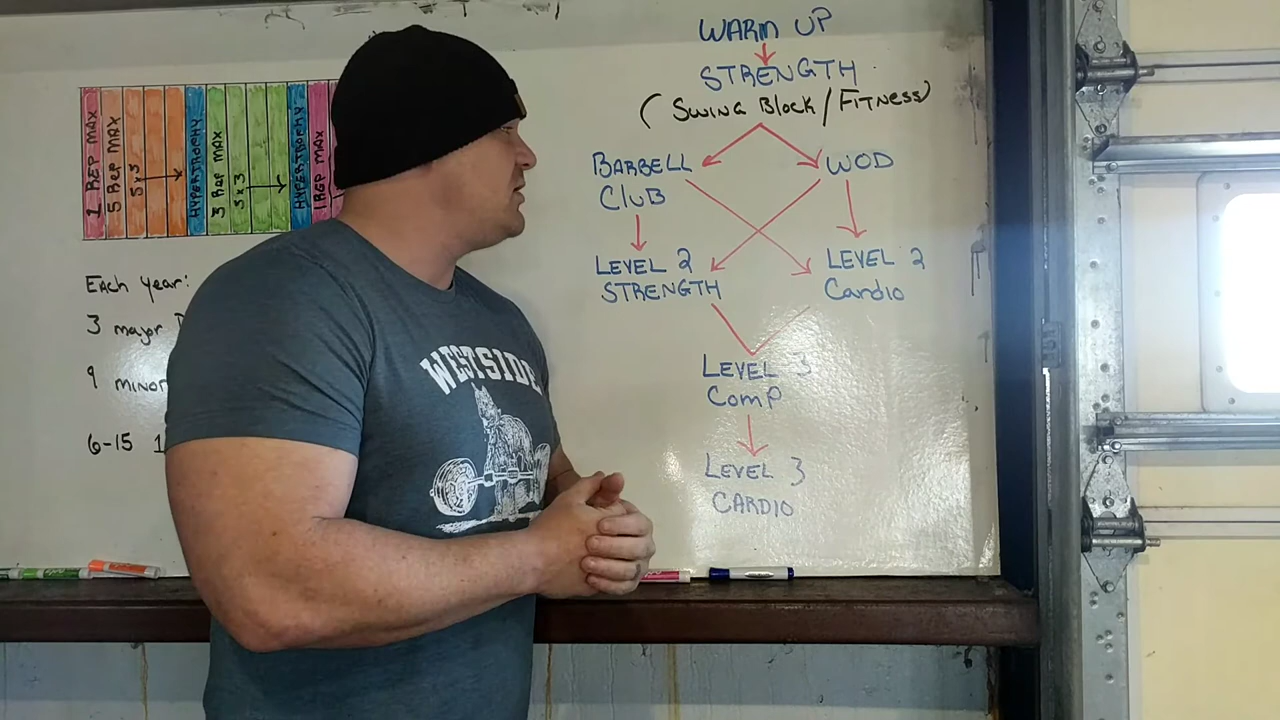 1 REP MAX
5 REP MAX
5x5
HYPERTROPHY
3 REP MAX
3x3
HYPERTROPHY
1 REP MAX
Each year:
3 major
9 minor
6-15 1
WESTSIDE
WARM UP
STRENGTH
(SWING BLOCK/FITNESS)
BARBELL
CLUB
WOD
LEVEL 2
STRENGTH
LEVEL 2
Cardio
LEVEL 3
Comp
LEVEL 3
CARDIO